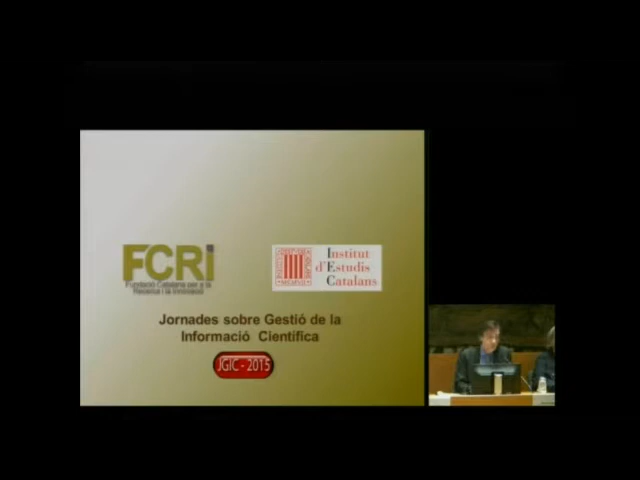 FCRi
Fundació Catalana per a la
Recerca i la Innovació
Institut
d'Estudis
Catalans
Jornades sobre Gestió de la
Informació Científica
JGIC - 2015